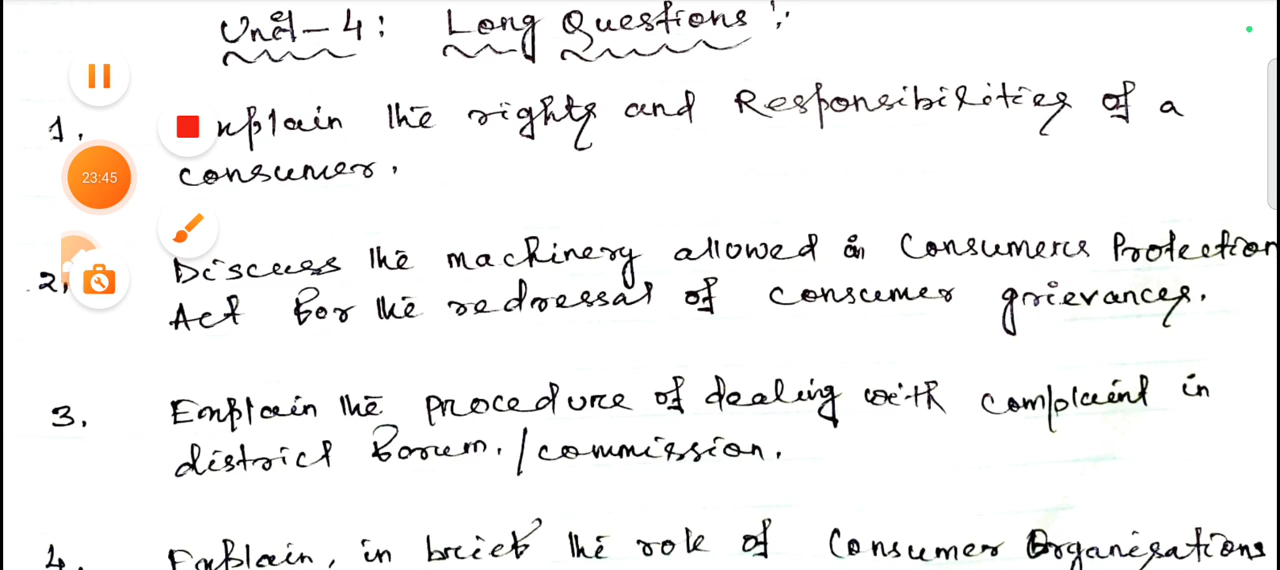 Unit - 4: Long Questions:
1. Explain the rights and Responsibilities of a
consumer.
23:45
2. Discuss the machinery allowed in Consumers Protection
Act for the redressal of consumer grievances.
3. Explain the procedure of dealing with complaint in
district forum. / commission.
4. Explain, in brief the role of Consumer Organisations